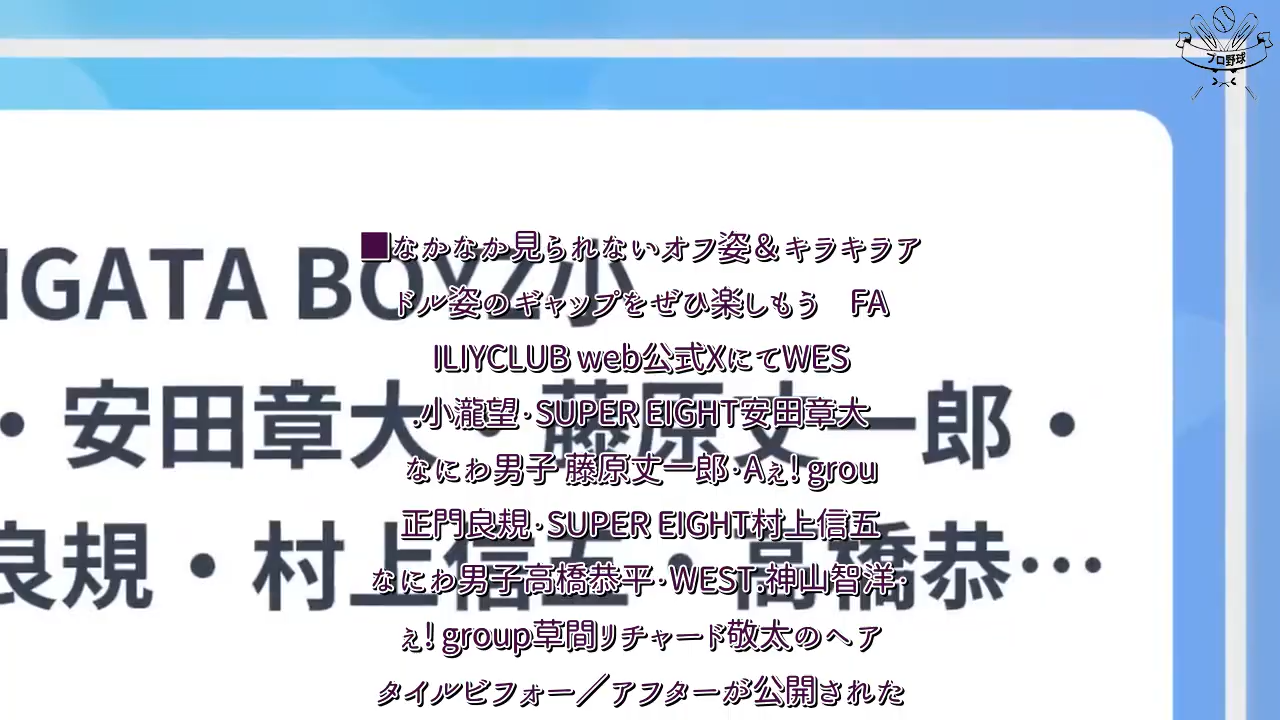 プロ野球
IGATA BOYZ小
・安田章大・藤原丈一郎・
良規・村上信五・高橋恭…
■なかなか見られないオフ姿＆キラキラア
ドル姿のギャップをぜひ楽しもう　FA
ILIYCLUB web公式XにてWES
.小瀧望·SUPER EIGHT安田章大
なにわ男子 藤原丈一郎·Aぇ! grou
正門良規·SUPER EIGHT村上信五
なにわ男子高橋恭平·WEST.神山智洋·
ぇ! group草間リチャード敬太のヘア
タイルビフォー／アフターが公開された